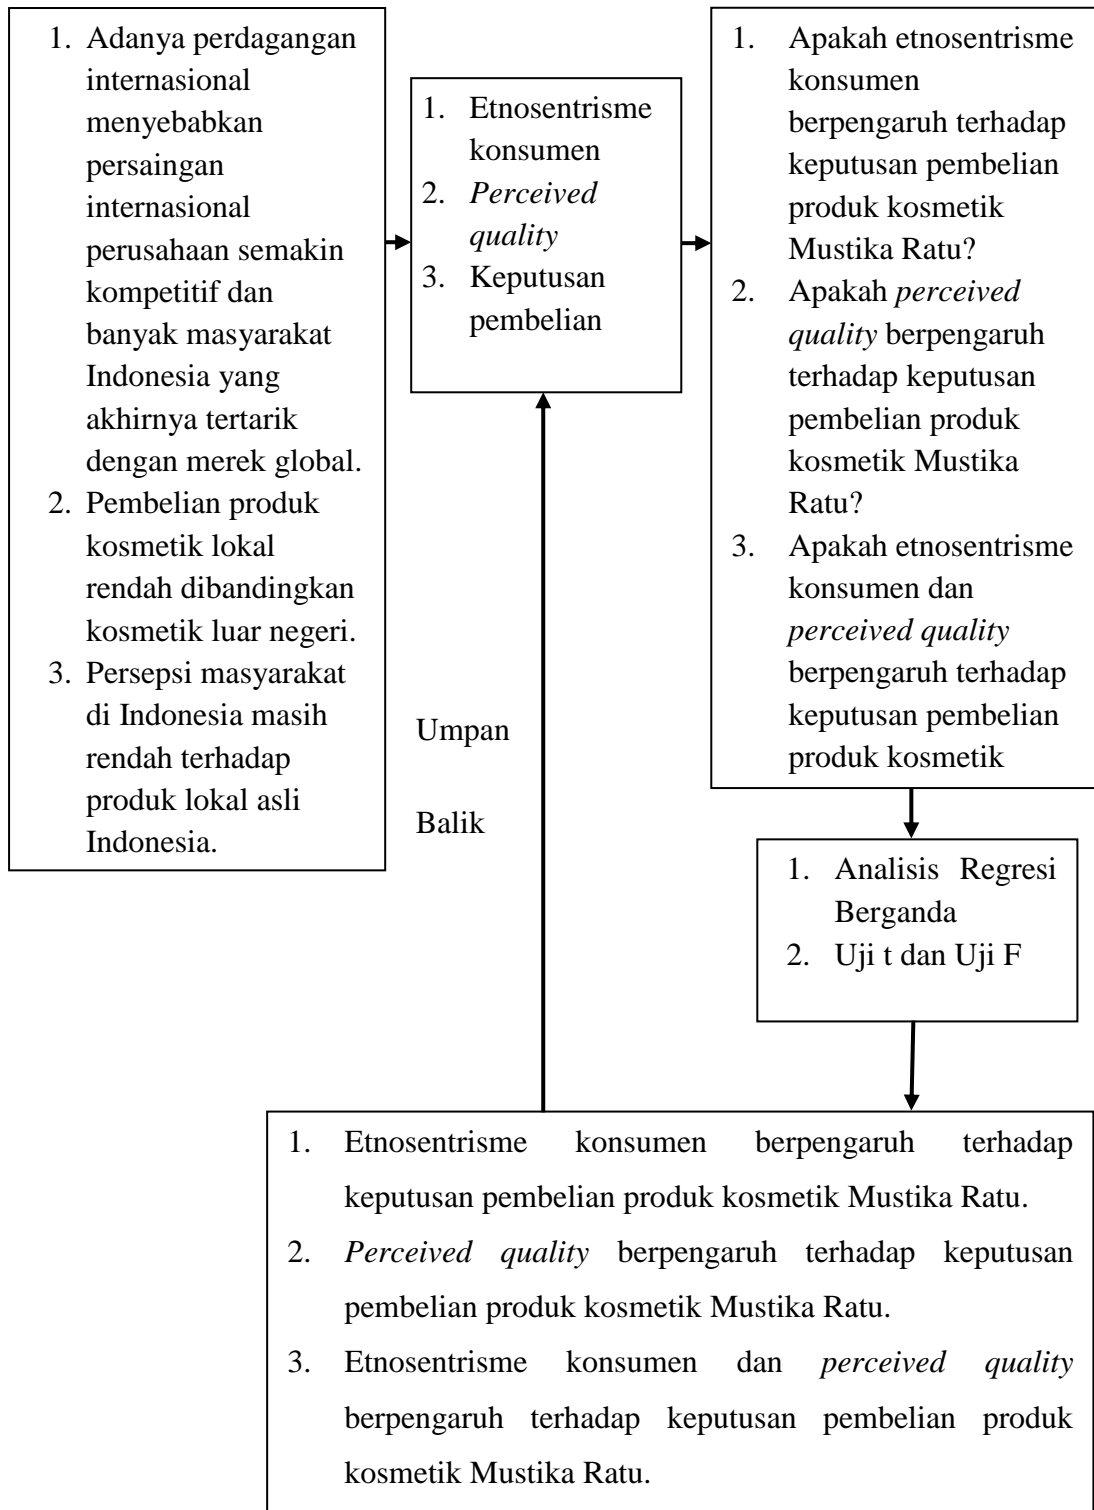 1. Adanya perdagangan
internasional
menyebabkan
persaingan
internasional
perusahaan semakin
kompetitif dan
banyak masyarakat
Indonesia yang
akhirnya tertarik
dengan merek global.
2. Pembelian produk
kosmetik lokal
rendah dibandingkan
kosmetik luar negeri.
3. Persepsi masyarakat
di Indonesia masih
rendah terhadap
produk lokal asli
Indonesia.
1. Etnosentrisme
konsumen
2. Perceived
quality
3. Keputusan
pembelian
1. Apakah etnosentrisme
konsumen
berpengaruh terhadap
keputusan pembelian
produk kosmetik
Mustika Ratu?
2. Apakah perceived
quality berpengaruh
terhadap keputusan
pembelian produk
kosmetik Mustika
Ratu?
3. Apakah etnosentrisme
konsumen dan
perceived quality
berpengaruh terhadap
keputusan pembelian
produk kosmetik
Umpan
Balik
1. Analisis Regresi
Berganda
2. Uji t dan Uji F
1. Etnosentrisme konsumen berpengaruh terhadap
keputusan pembelian produk kosmetik Mustika Ratu.
2. Perceived quality berpengaruh terhadap keputusan
pembelian produk kosmetik Mustika Ratu.
3. Etnosentrisme konsumen dan perceived quality
berpengaruh terhadap keputusan pembelian produk
kosmetik Mustika Ratu.